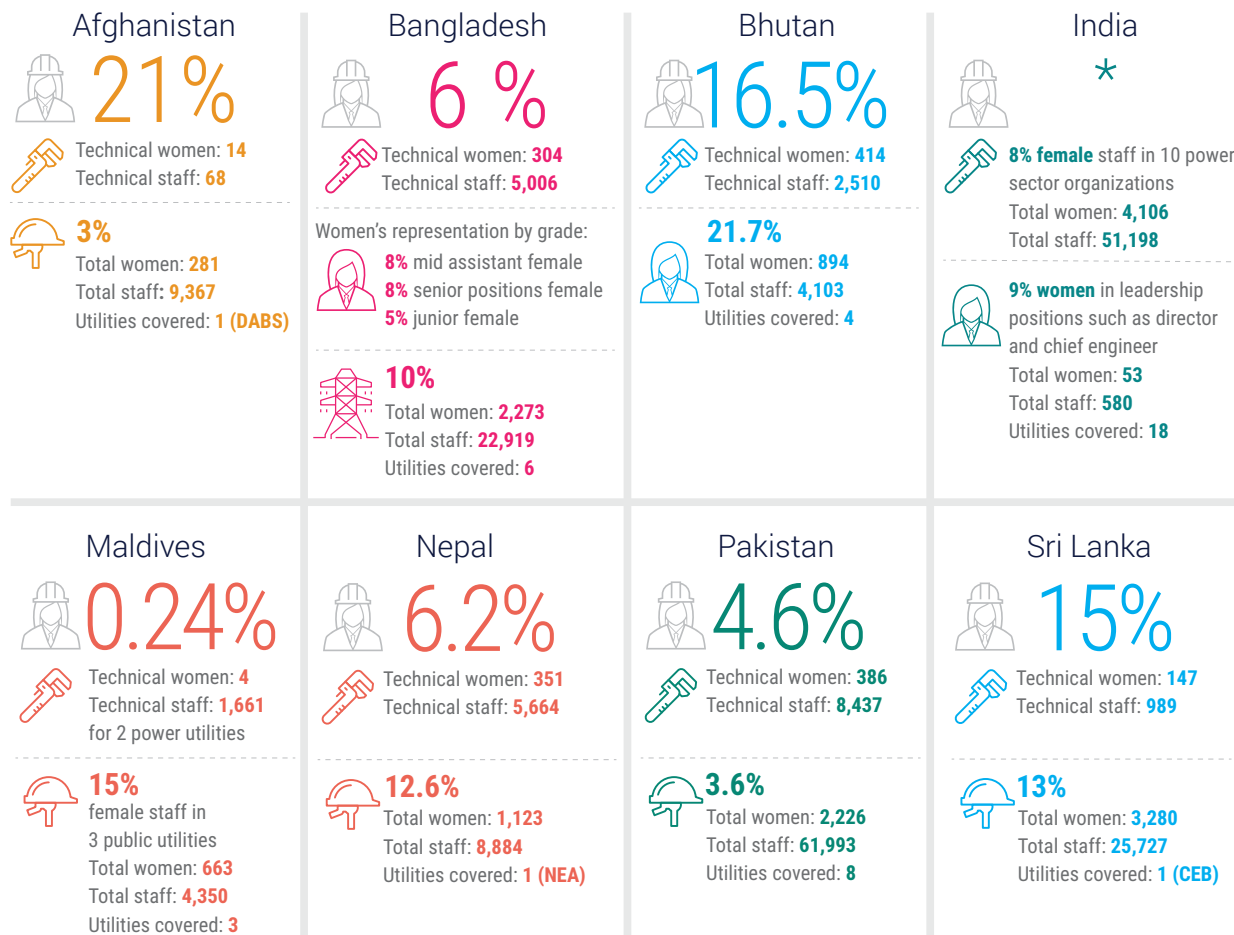 Afghanistan
21%
Technical women: 14
Technical staff: 68
3%
Total women: 281
Total staff: 9,367
Utilities covered: 1 (DABS)
Bangladesh
6 %
Technical women: 304
Technical staff: 5,006
Women's representation by grade:
8% mid assistant female
8% senior positions female
5% junior female
10%
Total women: 2,273
Total staff: 22,919
Utilities covered: 6
Bhutan
16.5%
Technical women: 414
Technical staff: 2,510
21.7%
Total women: 894
Total staff: 4,103
Utilities covered: 4
India
*
8% female staff in 10 power
sector organizations
Total women: 4,106
Total staff: 51,198
9% women in leadership
positions such as director
and chief engineer
Total women: 53
Total staff: 580
Utilities covered: 18
Maldives
0.24%
Technical women: 4
Technical staff: 1,661
for 2 power utilities
15%
female staff in
3 public utilities
Total women: 663
Total staff: 4,350
Utilities covered: 3
Nepal
6.2%
Technical women: 351
Technical staff: 5,664
12.6%
Total women: 1,123
Total staff: 8,884
Utilities covered: 1 (NEA)
Pakistan
4.6%
Technical women: 386
Technical staff: 8,437
3.6%
Total women: 2,226
Total staff: 61,993
Utilities covered: 8
Sri Lanka
15%
Technical women: 147
Technical staff: 989
13%
Total women: 3,280
Total staff: 25,727
Utilities covered: 1 (CEB)